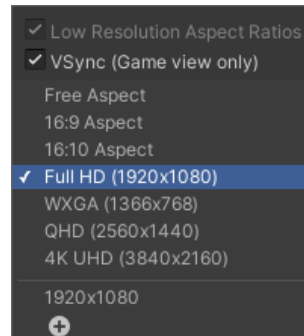 Low Resolution Aspect Ratios
VSync (Game view only)
Free Aspect
16:9 Aspect
16:10 Aspect
Full HD (1920x1080)
WXGA (1366x768)
QHD (2560x1440)
4K UHD (3840x2160)
1920x1080